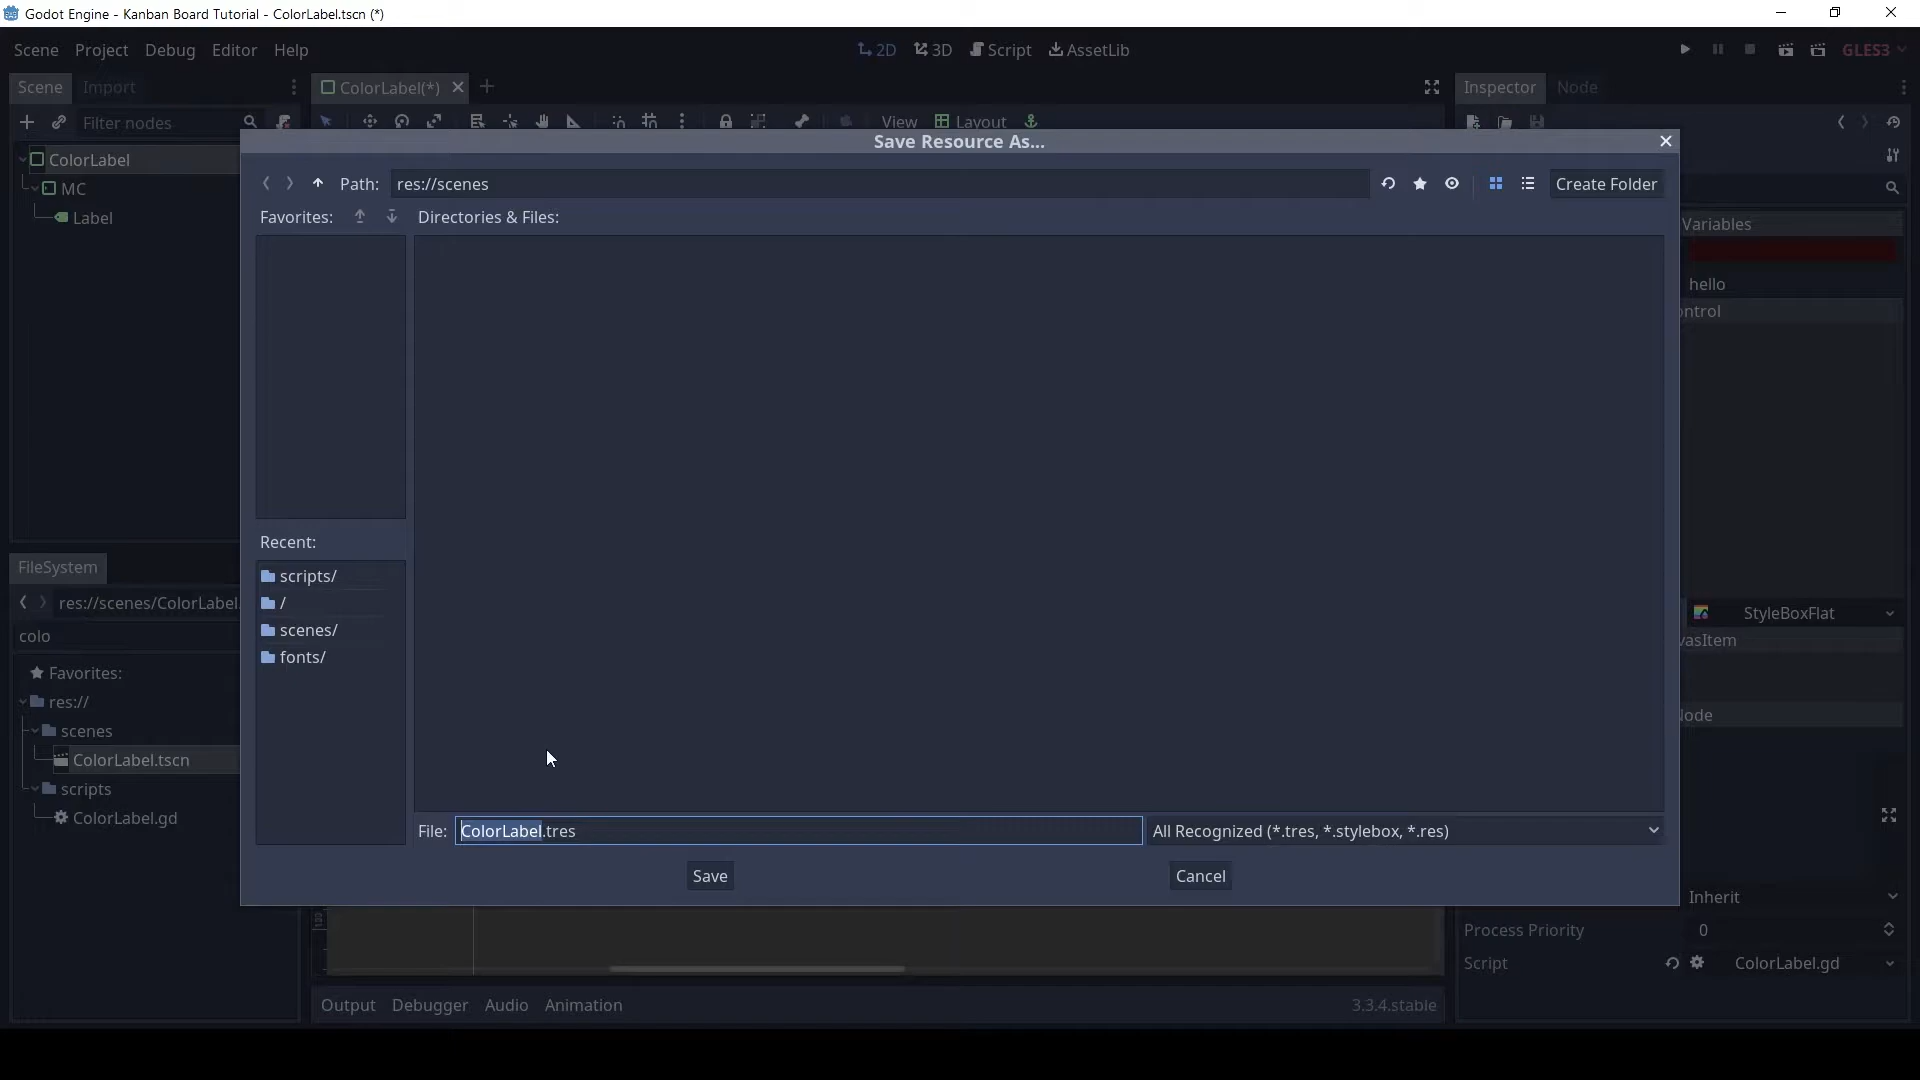 Godot Engine - Kanban Board Tutorial - ColorLabel.tscn (*)
Scene Project Debug Editor Help
2D 3D Script AssetLib
GLES3
Scene Import
ColorLabel(*)
Inspector Node
Filter nodes
View Layout
Save Resource As...
ColorLabel
MC
Label
Path: res://scenes
Create Folder
Favorites:
Directories & Files:
Variables
hello
ontrol
Recent:
scripts/
/
scenes/
fonts/
FileSystem
res://scenes/ColorLabel.
colo
Favorites:
res://
scenes
ColorLabel.tscn
scripts
ColorLabel.gd
StyleBoxFlat
vasItem
Node
File: ColorLabel.tres
All Recognized (*.tres, *.stylebox, *.res)
Save
Cancel
Inherit
Process Priority 0
Script ColorLabel.gd
Output Debugger Audio Animation
3.3.4.stable